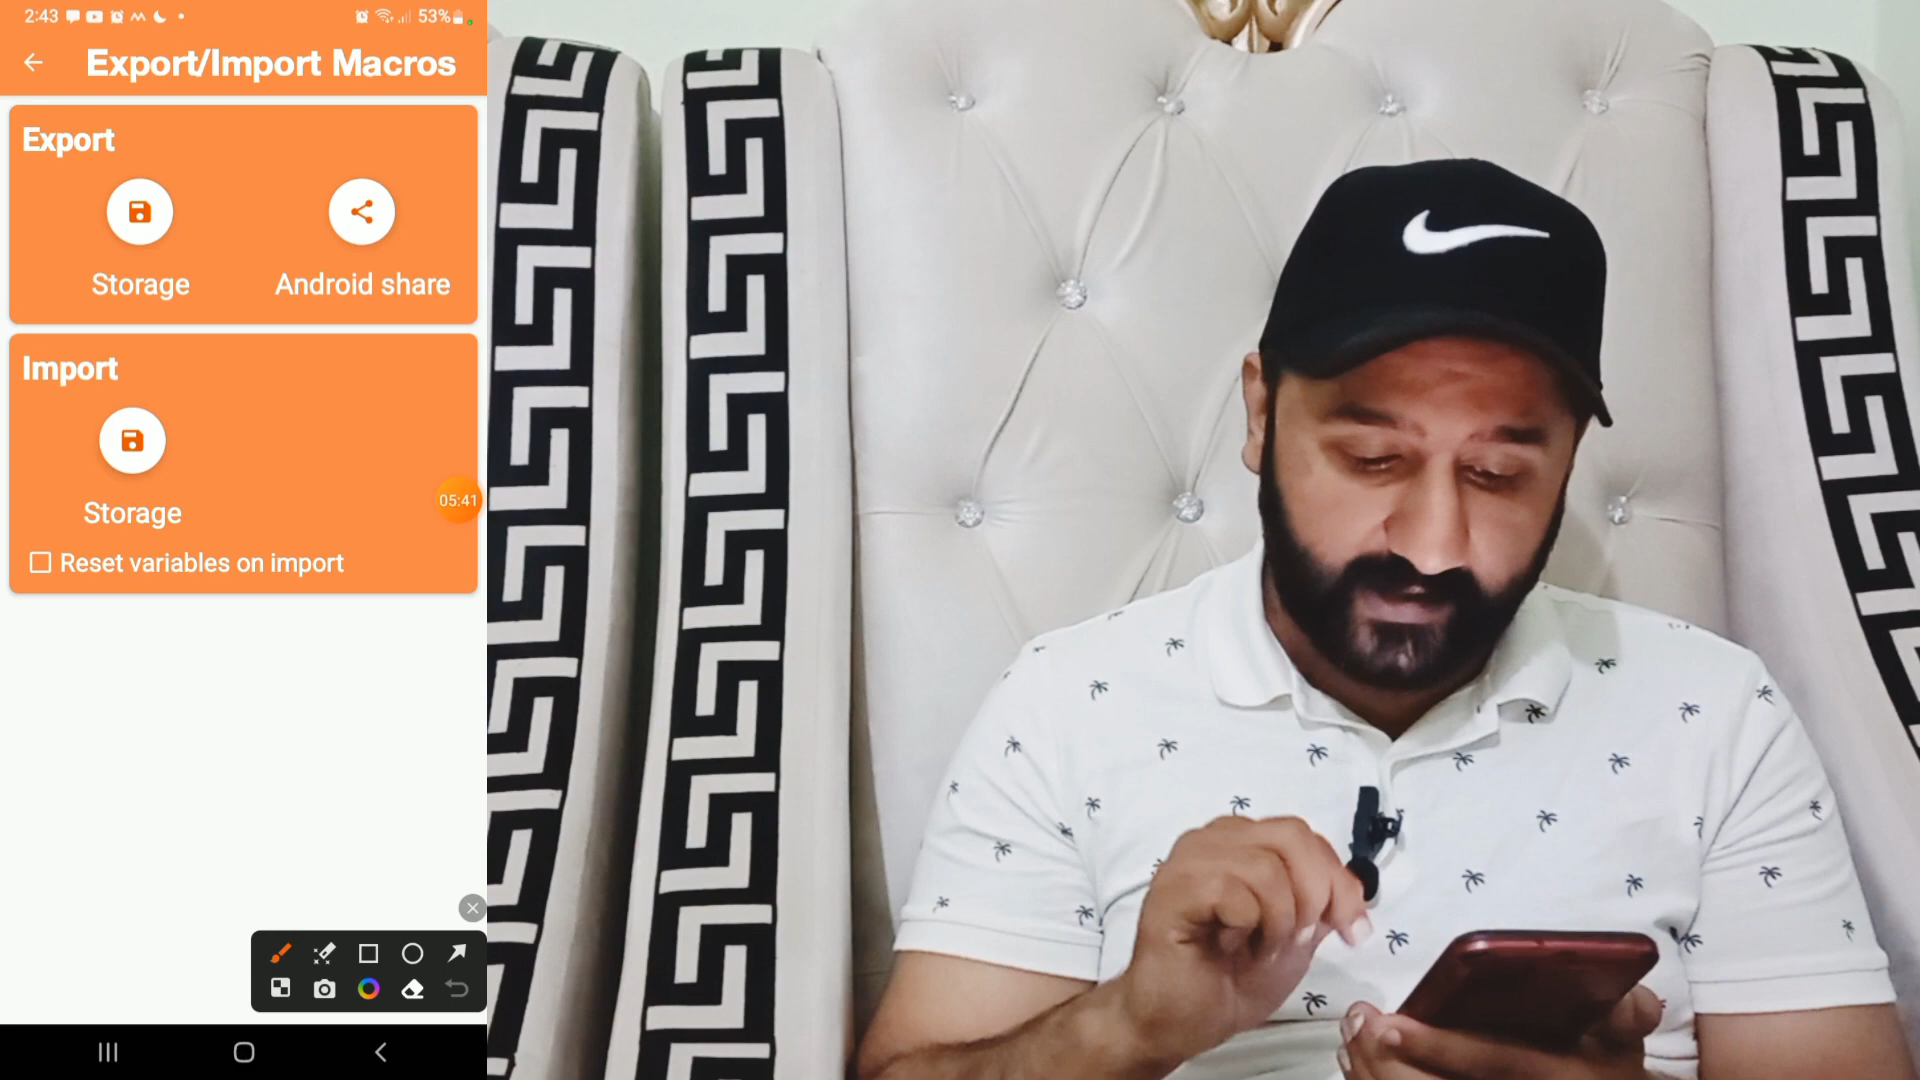 2:43
53%
Export/Import Macros
Export
Storage
Android share
Import
Storage
05:41
Reset variables on import